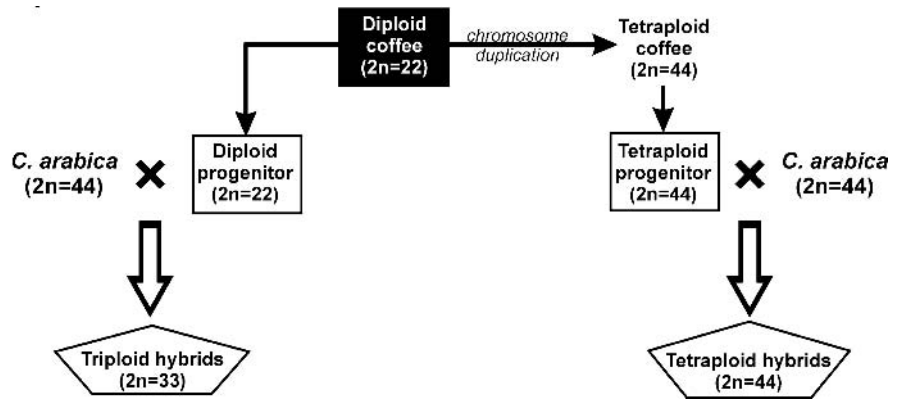 Diploid
coffee
(2n=22)
chromosome
duplication
Tetraploid
coffee
(2n=44)
C. arabica
(2n=44)
Diploid
progenitor
(2n=22)
Tetraploid
progenitor
(2n=44)
C. arabica
(2n=44)
Triploid hybrids
(2n=33)
Tetraploid hybrids
(2n=44)